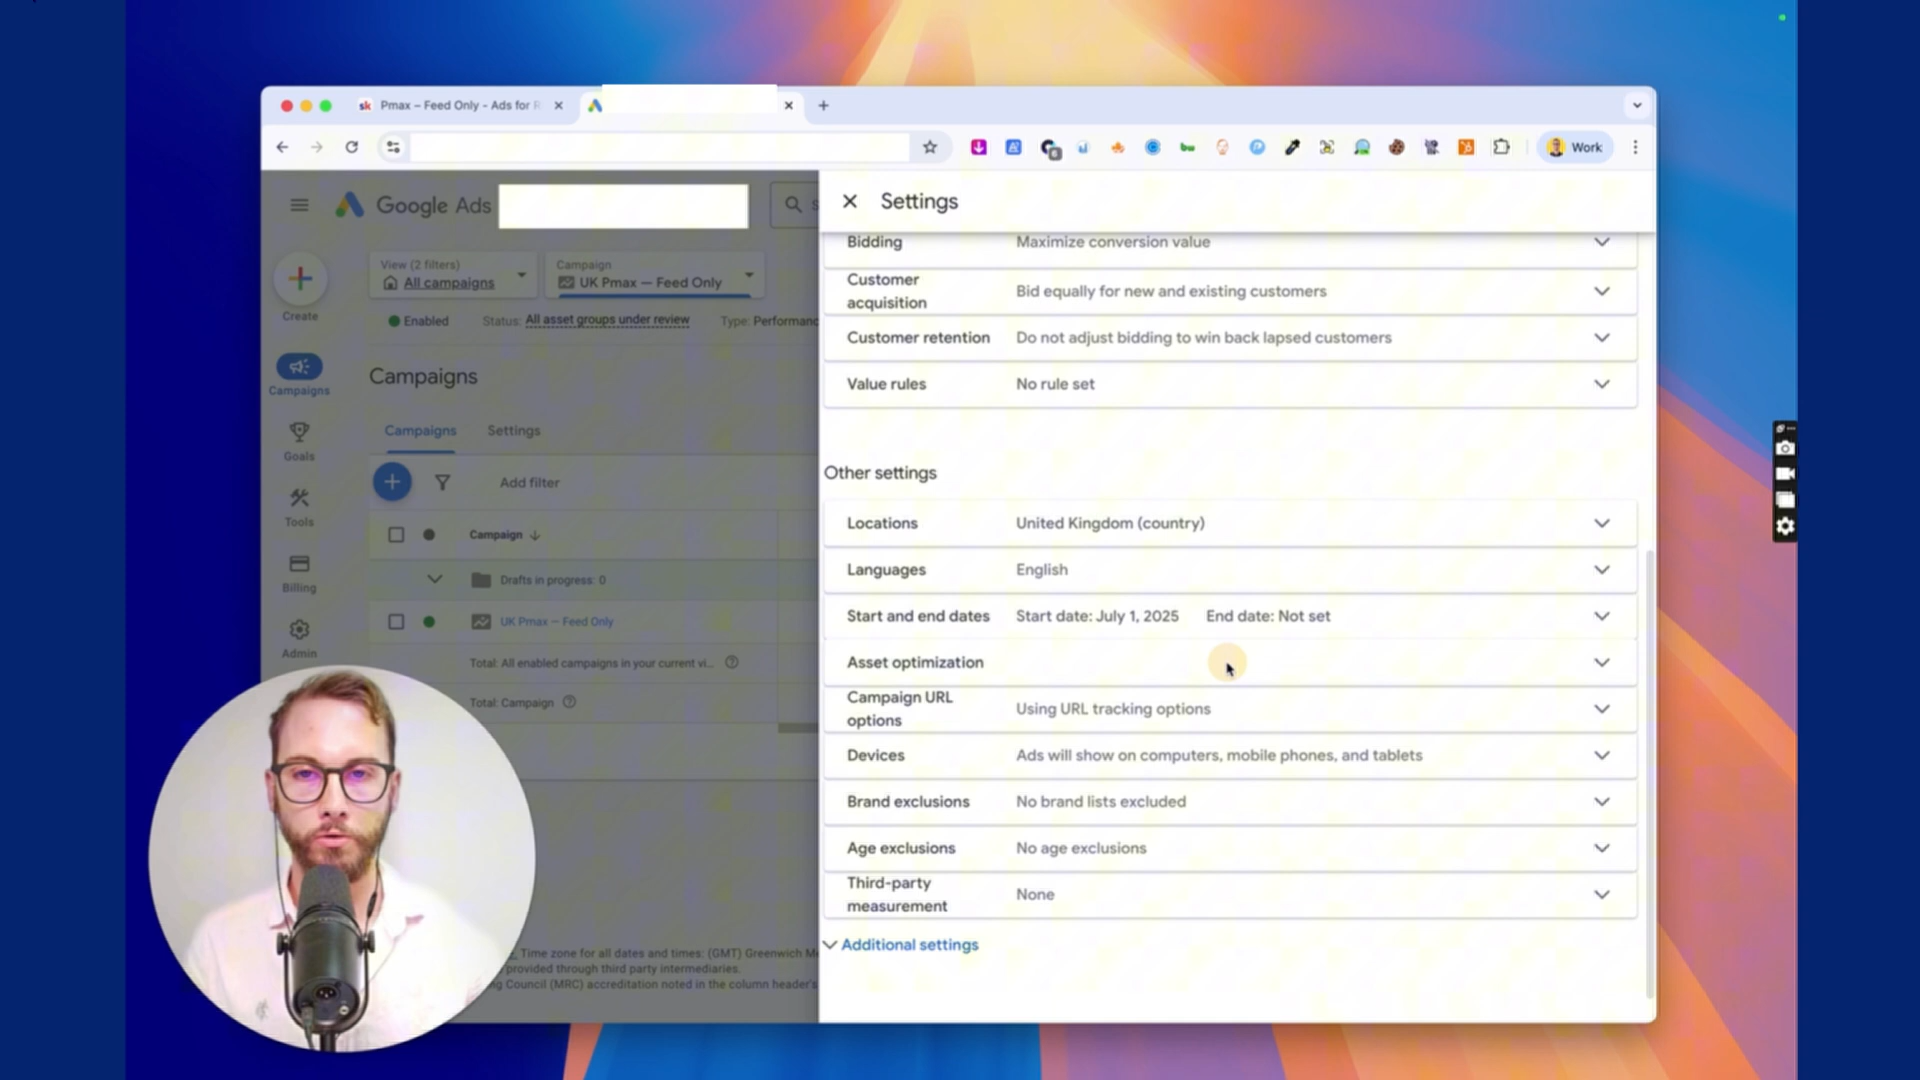 sk Pmax – Feed Only - Ads for R
Work
Google Ads
Settings
View (2 filters)
All campaigns
Campaign
UK Pmax — Feed Only
Create
Enabled
Status: All asset groups under review
Type: Performanc
Campaigns
Campaigns
Campaigns
Settings
Goals
Add filter
Tools
Campaign
Drafts in progress: 0
Billing
UK Pmax – Feed Only
Admin
Total: All enabled campaigns in your current vi...
Total: Campaign
Time zone for all dates and times: (GMT) Greenwich Me
provided through third party intermediaries.
ng Council (MRC) accreditation noted in the column header's
Bidding
Maximize conversion value
Customer
acquisition
Bid equally for new and existing customers
Customer retention
Do not adjust bidding to win back lapsed customers
Value rules
No rule set
Other settings
Locations
United Kingdom (country)
Languages
English
Start and end dates
Start date: July 1, 2025 End date: Not set
Asset optimization
Campaign URL
options
Using URL tracking options
Devices
Ads will show on computers, mobile phones, and tablets
Brand exclusions
No brand lists excluded
Age exclusions
No age exclusions
Third-party
measurement
None
Additional settings